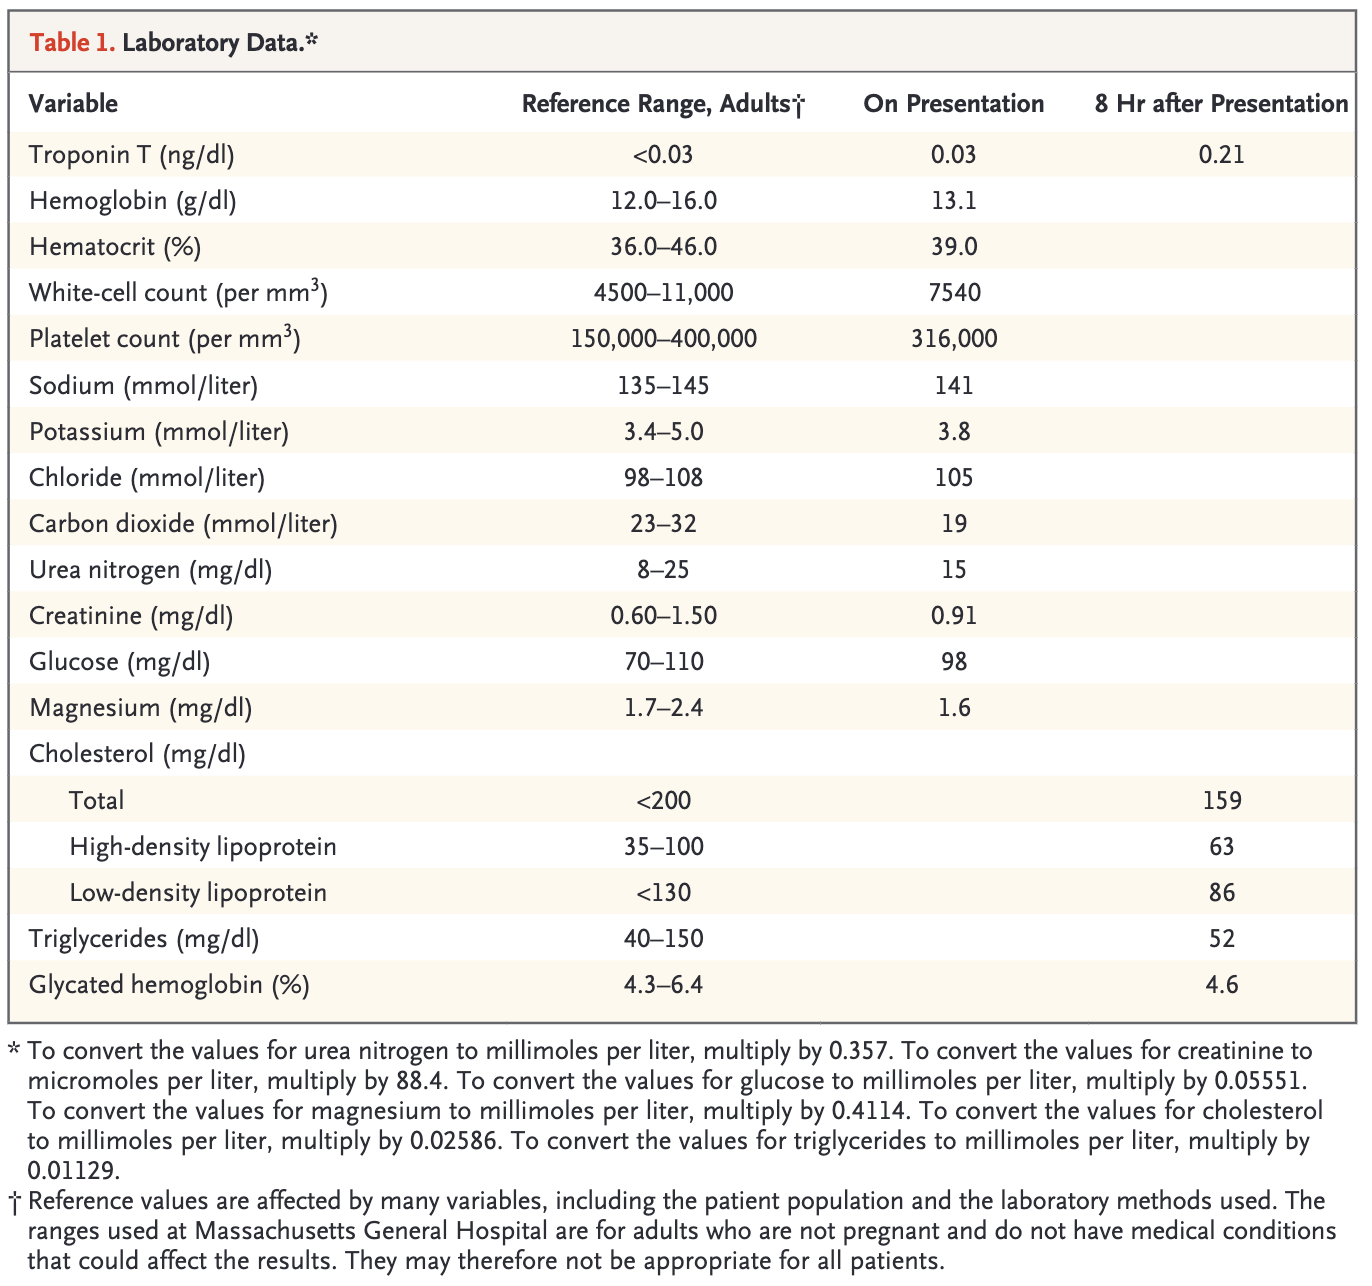 Table 1. Laboratory Data.*
Variable Reference Range, Adults† On Presentation 8 Hr after Presentation
Troponin T (ng/dl) <0.03 0.03 0.21
Hemoglobin (g/dl) 12.0–16.0 13.1
Hematocrit (%) 36.0–46.0 39.0
White-cell count (per mm³) 4500–11,000 7540
Platelet count (per mm³) 150,000–400,000 316,000
Sodium (mmol/liter) 135–145 141
Potassium (mmol/liter) 3.4–5.0 3.8
Chloride (mmol/liter) 98–108 105
Carbon dioxide (mmol/liter) 23–32 19
Urea nitrogen (mg/dl) 8–25 15
Creatinine (mg/dl) 0.60–1.50 0.91
Glucose (mg/dl) 70–110 98
Magnesium (mg/dl) 1.7–2.4 1.6
Cholesterol (mg/dl)
Total <200 159
High-density lipoprotein 35–100 63
Low-density lipoprotein <130 86
Triglycerides (mg/dl) 40–150 52
Glycated hemoglobin (%) 4.3–6.4 4.6
* To convert the values for urea nitrogen to millimoles per liter, multiply by 0.357. To convert the values for creatinine to
micromoles per liter, multiply by 88.4. To convert the values for glucose to millimoles per liter, multiply by 0.05551.
To convert the values for magnesium to millimoles per liter, multiply by 0.4114. To convert the values for cholesterol
to millimoles per liter, multiply by 0.02586. To convert the values for triglycerides to millimoles per liter, multiply by
0.01129.
† Reference values are affected by many variables, including the patient population and the laboratory methods used. The
ranges used at Massachusetts General Hospital are for adults who are not pregnant and do not have medical conditions
that could affect the results. They may therefore not be appropriate for all patients.